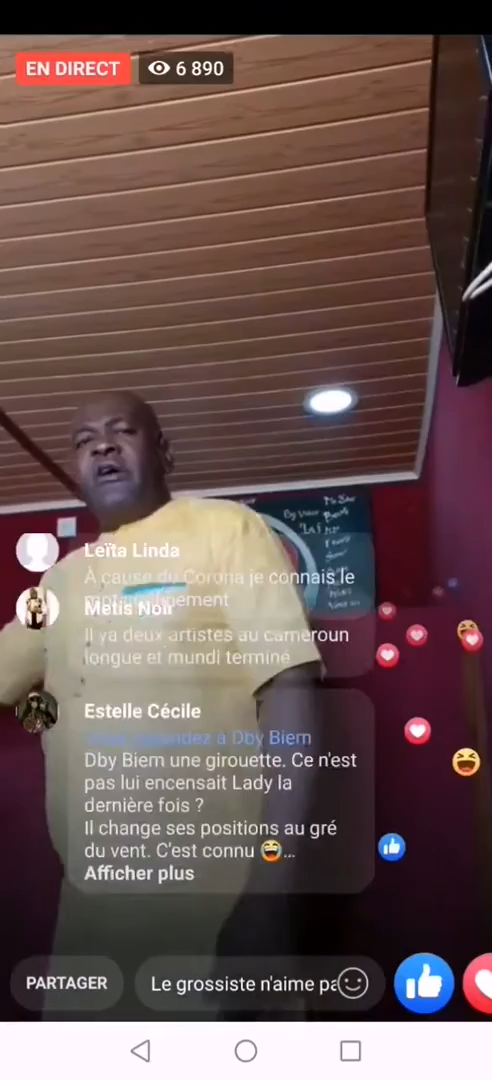 EN DIRECT
6 890
Leïta Linda
À cause du Corona je connais le
Metis Noir
Il ya deux artistes au cameroun
longue et mundi terminé
Estelle Cécile
à Dby Biem
Dby Biem une girouette. Ce n'est
pas lui encensait Lady la
dernière fois ?
Il change ses positions au gré
du vent. C'est connu 😅...
Afficher plus
PARTAGER
Le grossiste n'aime pa